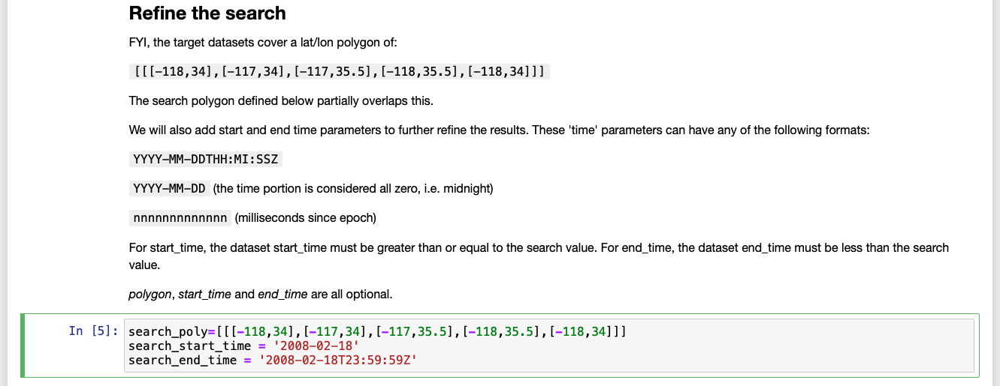 Refine the search
FYI, the target datasets cover a lat/lon polygon of:
[[[-118,34],[-117,34],[-117,35.5],[-118,35.5],[-118,34]]]
The search polygon defined below partially overlaps this.
We will also add start and end time parameters to further refine the results. These 'time' parameters can have any of the following formats:
YYYY-MM-DDTHH:MI:SSZ
YYYY-MM-DD (the time portion is considered all zero, i.e. midnight)
nnnnnnnnnnnnn (milliseconds since epoch)
For start_time, the dataset start_time must be greater than or equal to the search value. For end_time, the dataset end_time must be less than the search
value.
polygon, start_time and end_time are all optional.
In [5]: search_poly=[[[-118,34],[-117,34],[-117,35.5],[-118,35.5],[-118,34]]]
search_start_time = '2008-02-18'
search_end_time = '2008-02-18T23:59:59Z'